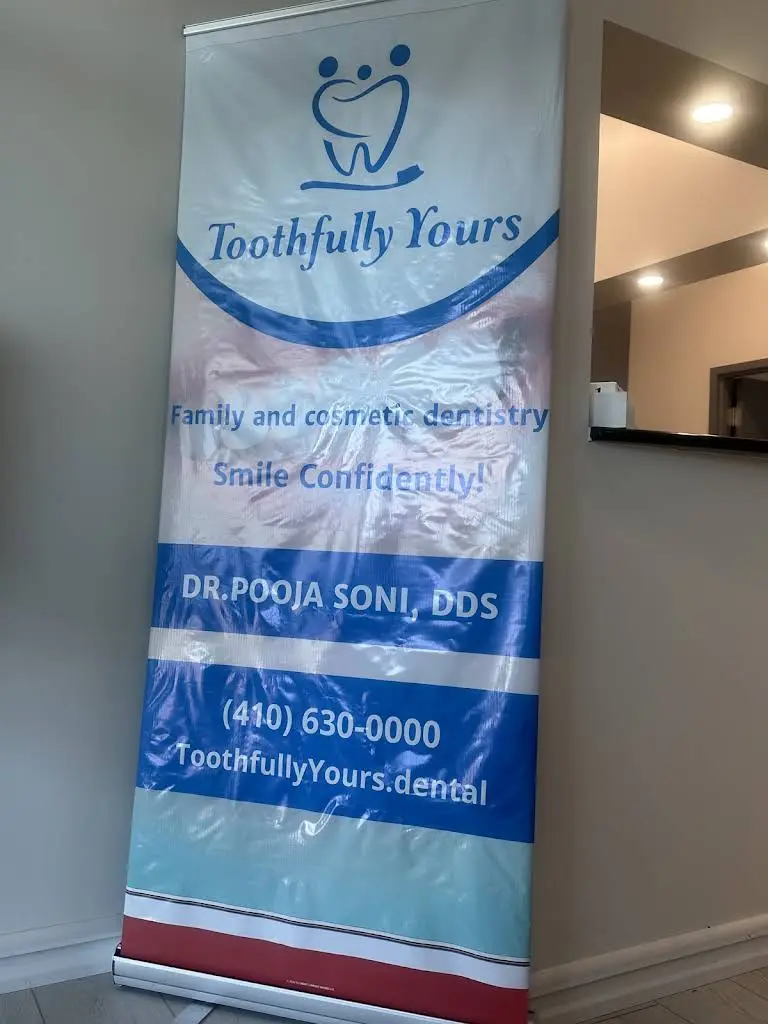 Toothfully Yours
Family and cosmetic dentistry
Smile Confidently!
DR.POOJA SONI, DDS
(410) 630-0000
ToothfullyYours.dental